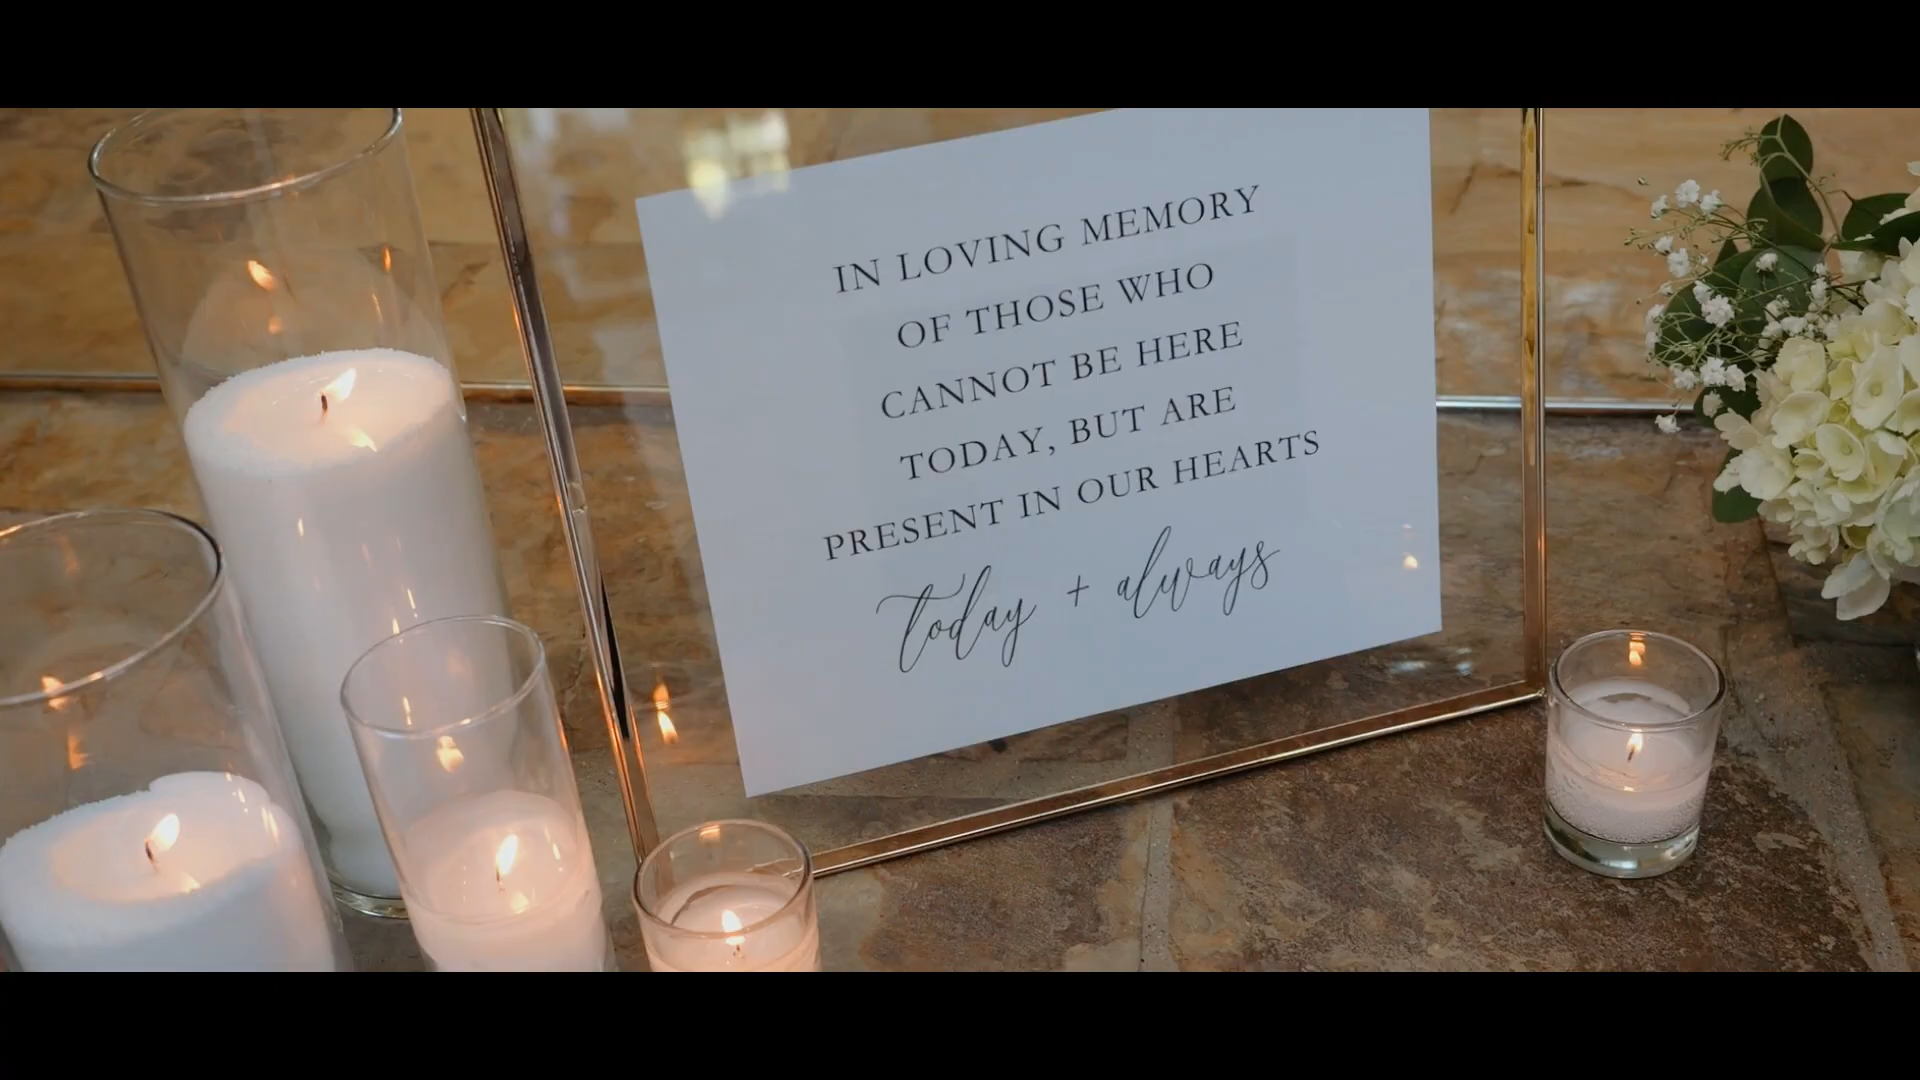 IN LOVING MEMORY
OF THOSE WHO
CANNOT BE HERE
TODAY, BUT ARE
PRESENT IN OUR HEARTS
today + always